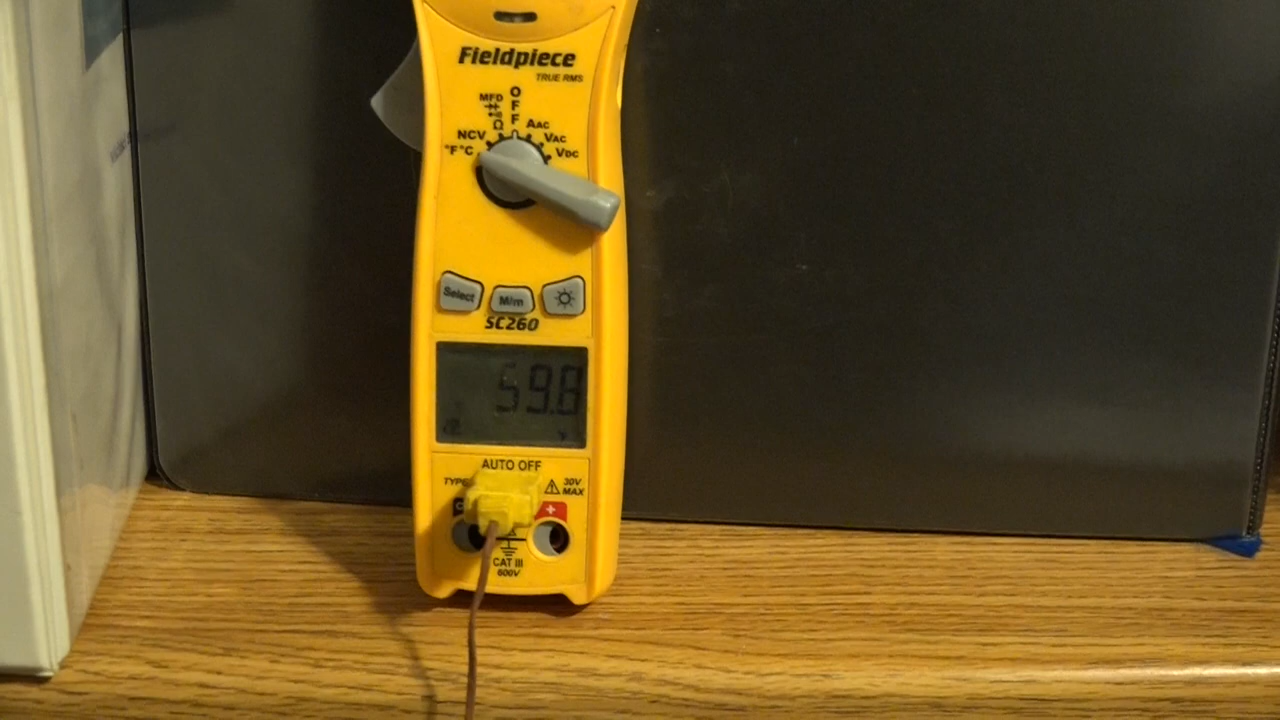 Fieldpiece
TRUE RMS
OFF
MFD
Ω
AAC
NCV
VAC
°F°C
VDC
Select
M/m
SC260
59.8
AUTO OFF
TYPE
30V
MAX
+
CAT III
600V